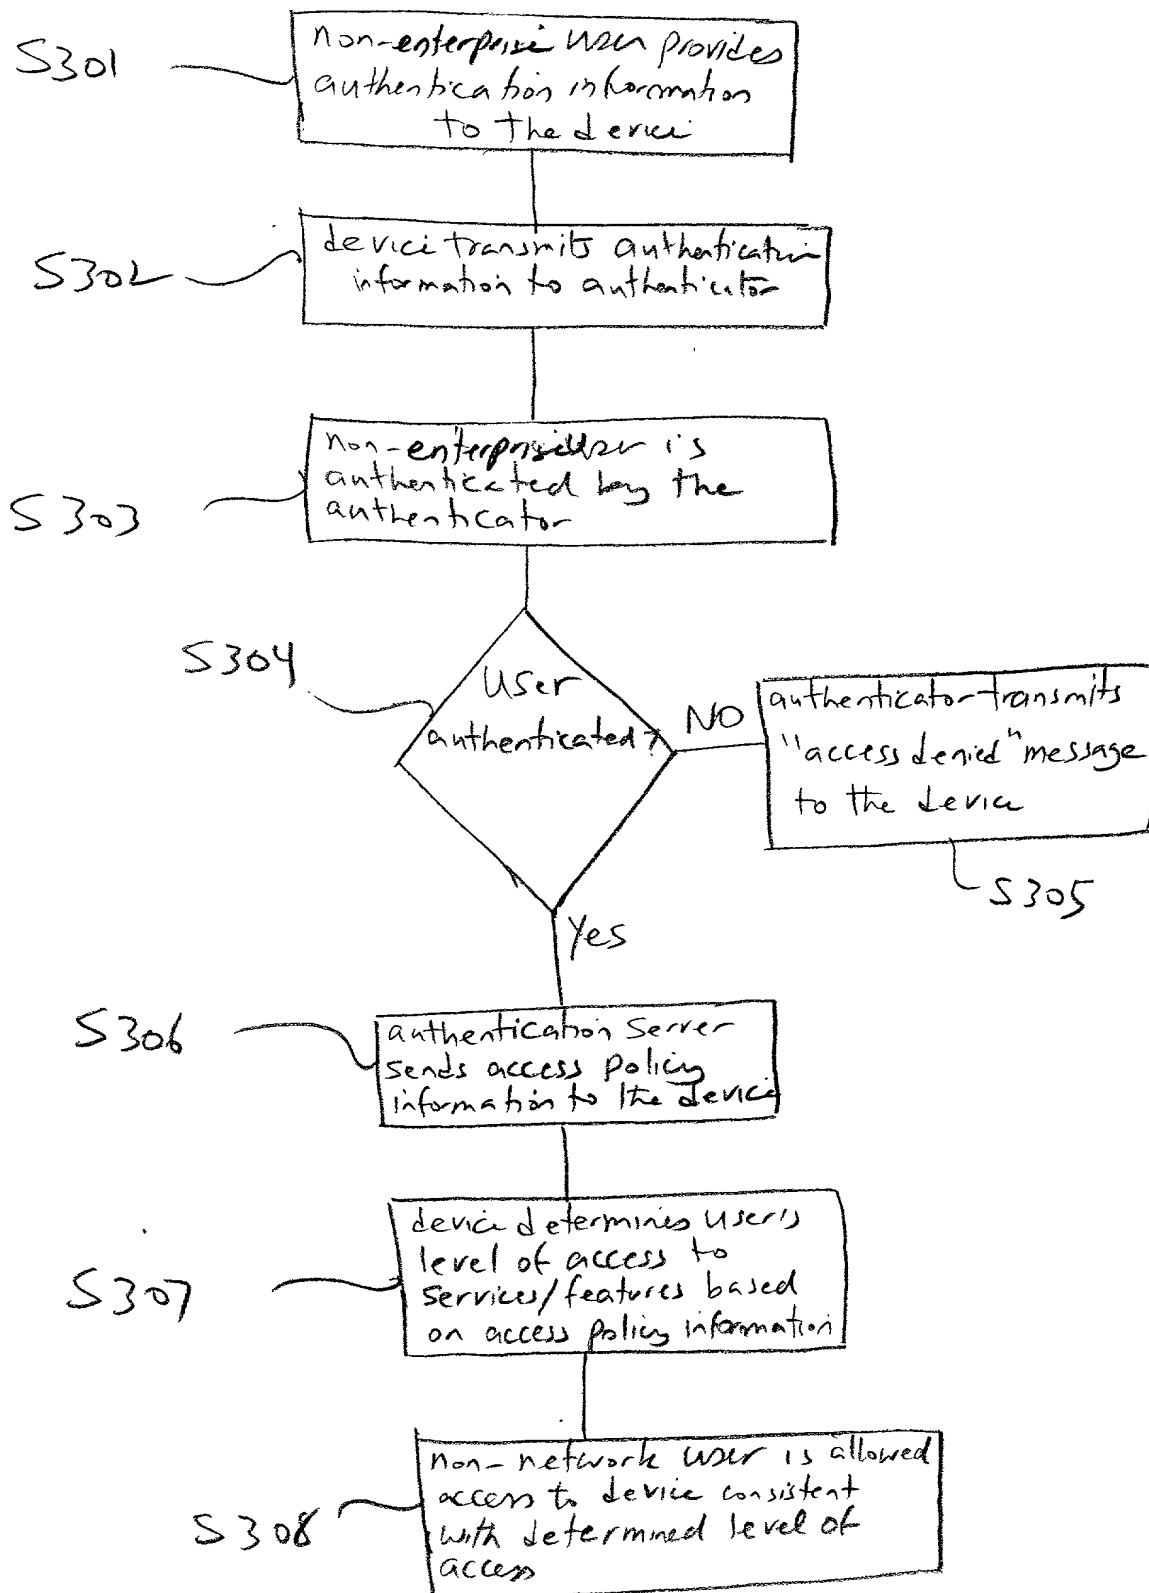 S301
non-enterprise user provides
authentication information
to the device
S302
device transmits authentication
information to authenticator
S303
non-enterprise user is
authenticated by the
authenticator
S304
User
authenticated?
NO
authenticator transmits
"access denied" message
to the device
S305
Yes
S306
authentication Server
sends access policy
information to the device
S307
device determines user's
level of access to
services/features based
on access policy information
S308
non-network user is allowed
access to device consistent
with determined level of
access